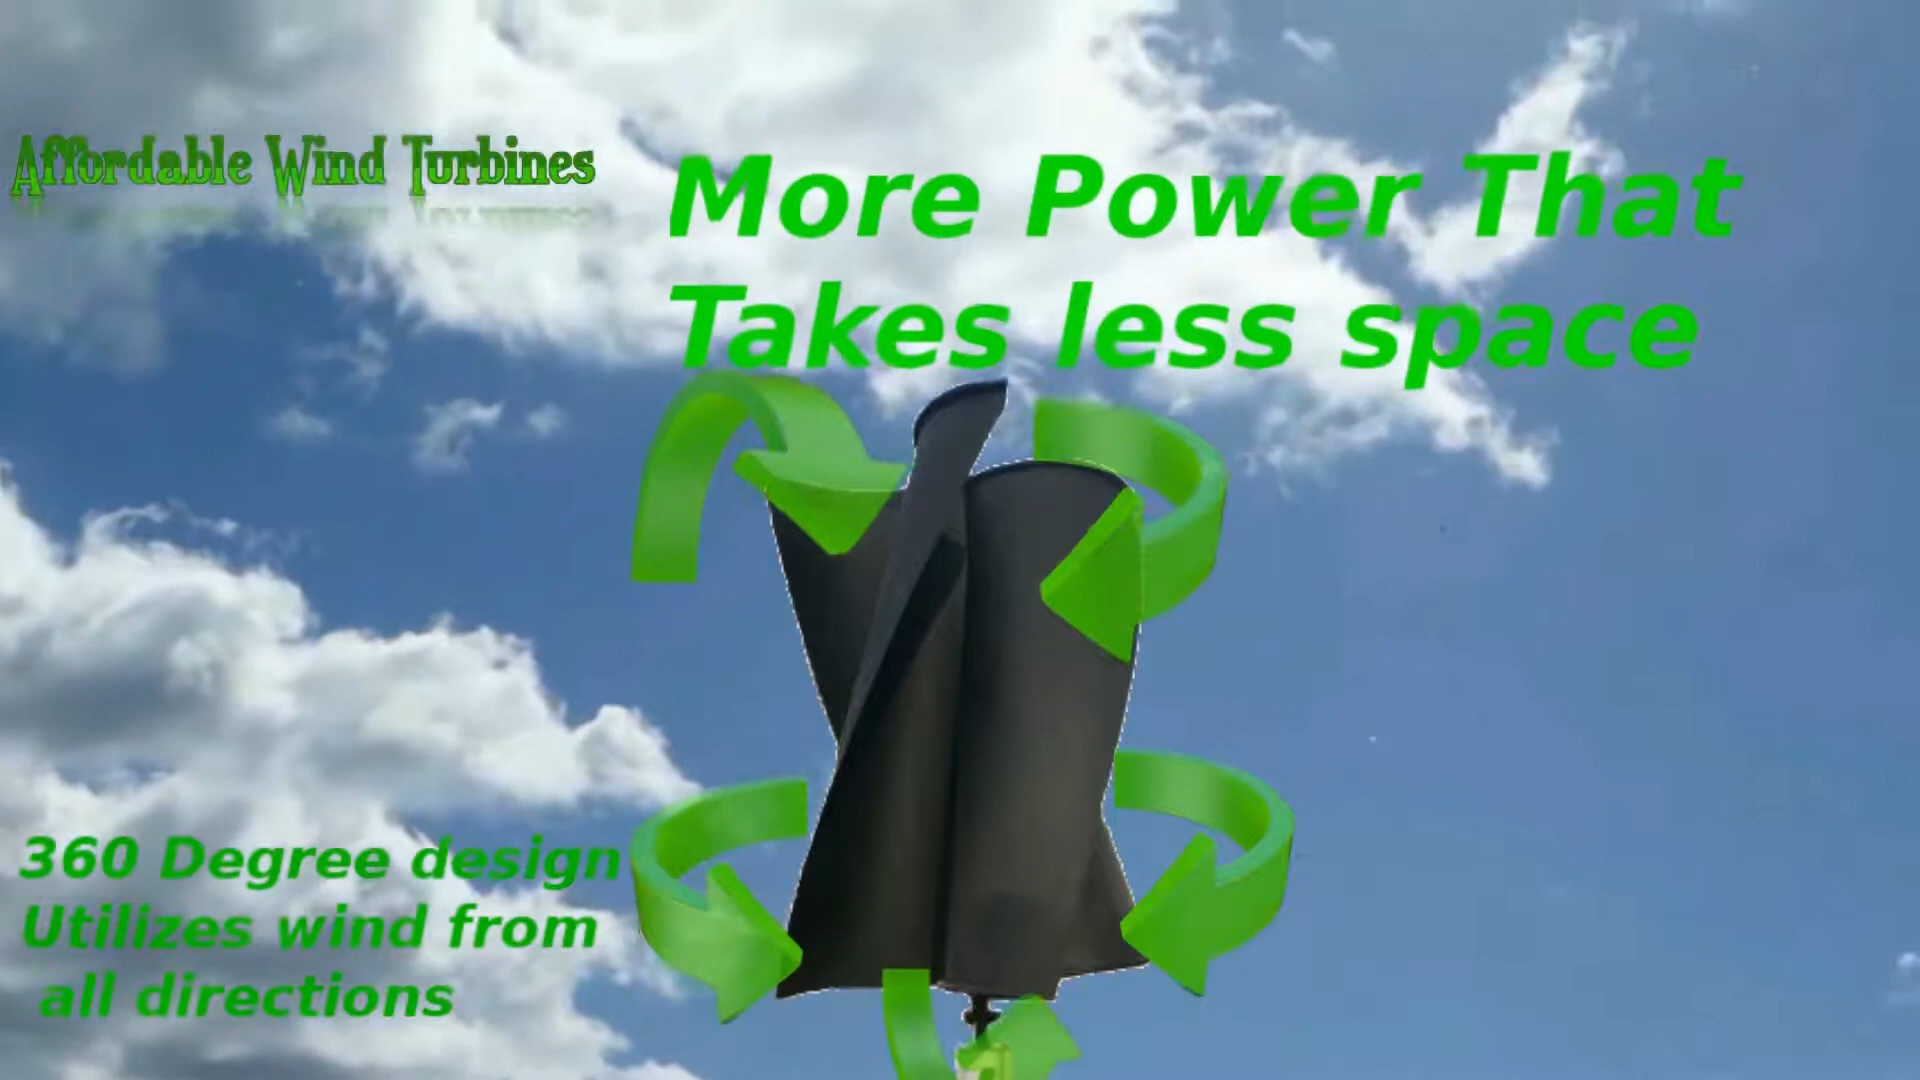 Affordable Wind Turbines
More Power That
Takes less space
360 Degree design
Utilizes wind from
all directions